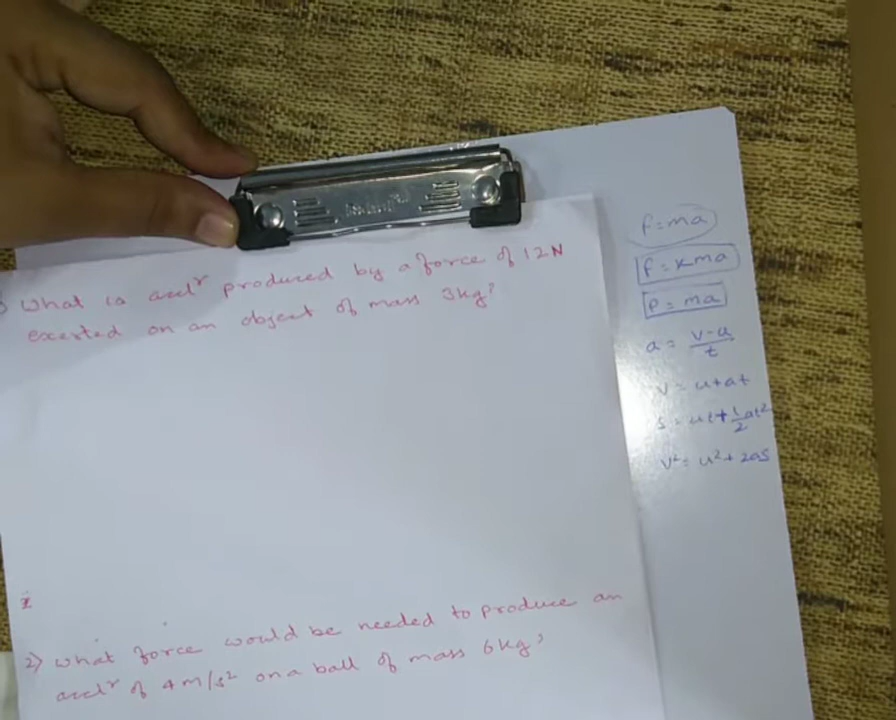 What is accl^r produced by a force of 12N
exerted on an object of mass 3kg?
2) What force would be needed to produce an
accl^r of 4 m/s² on a ball of mass 6kg?
f = ma
f = kma
P = ma
a = v-u/t
v = u+at
s = ut+½at²
v² = u²+2as